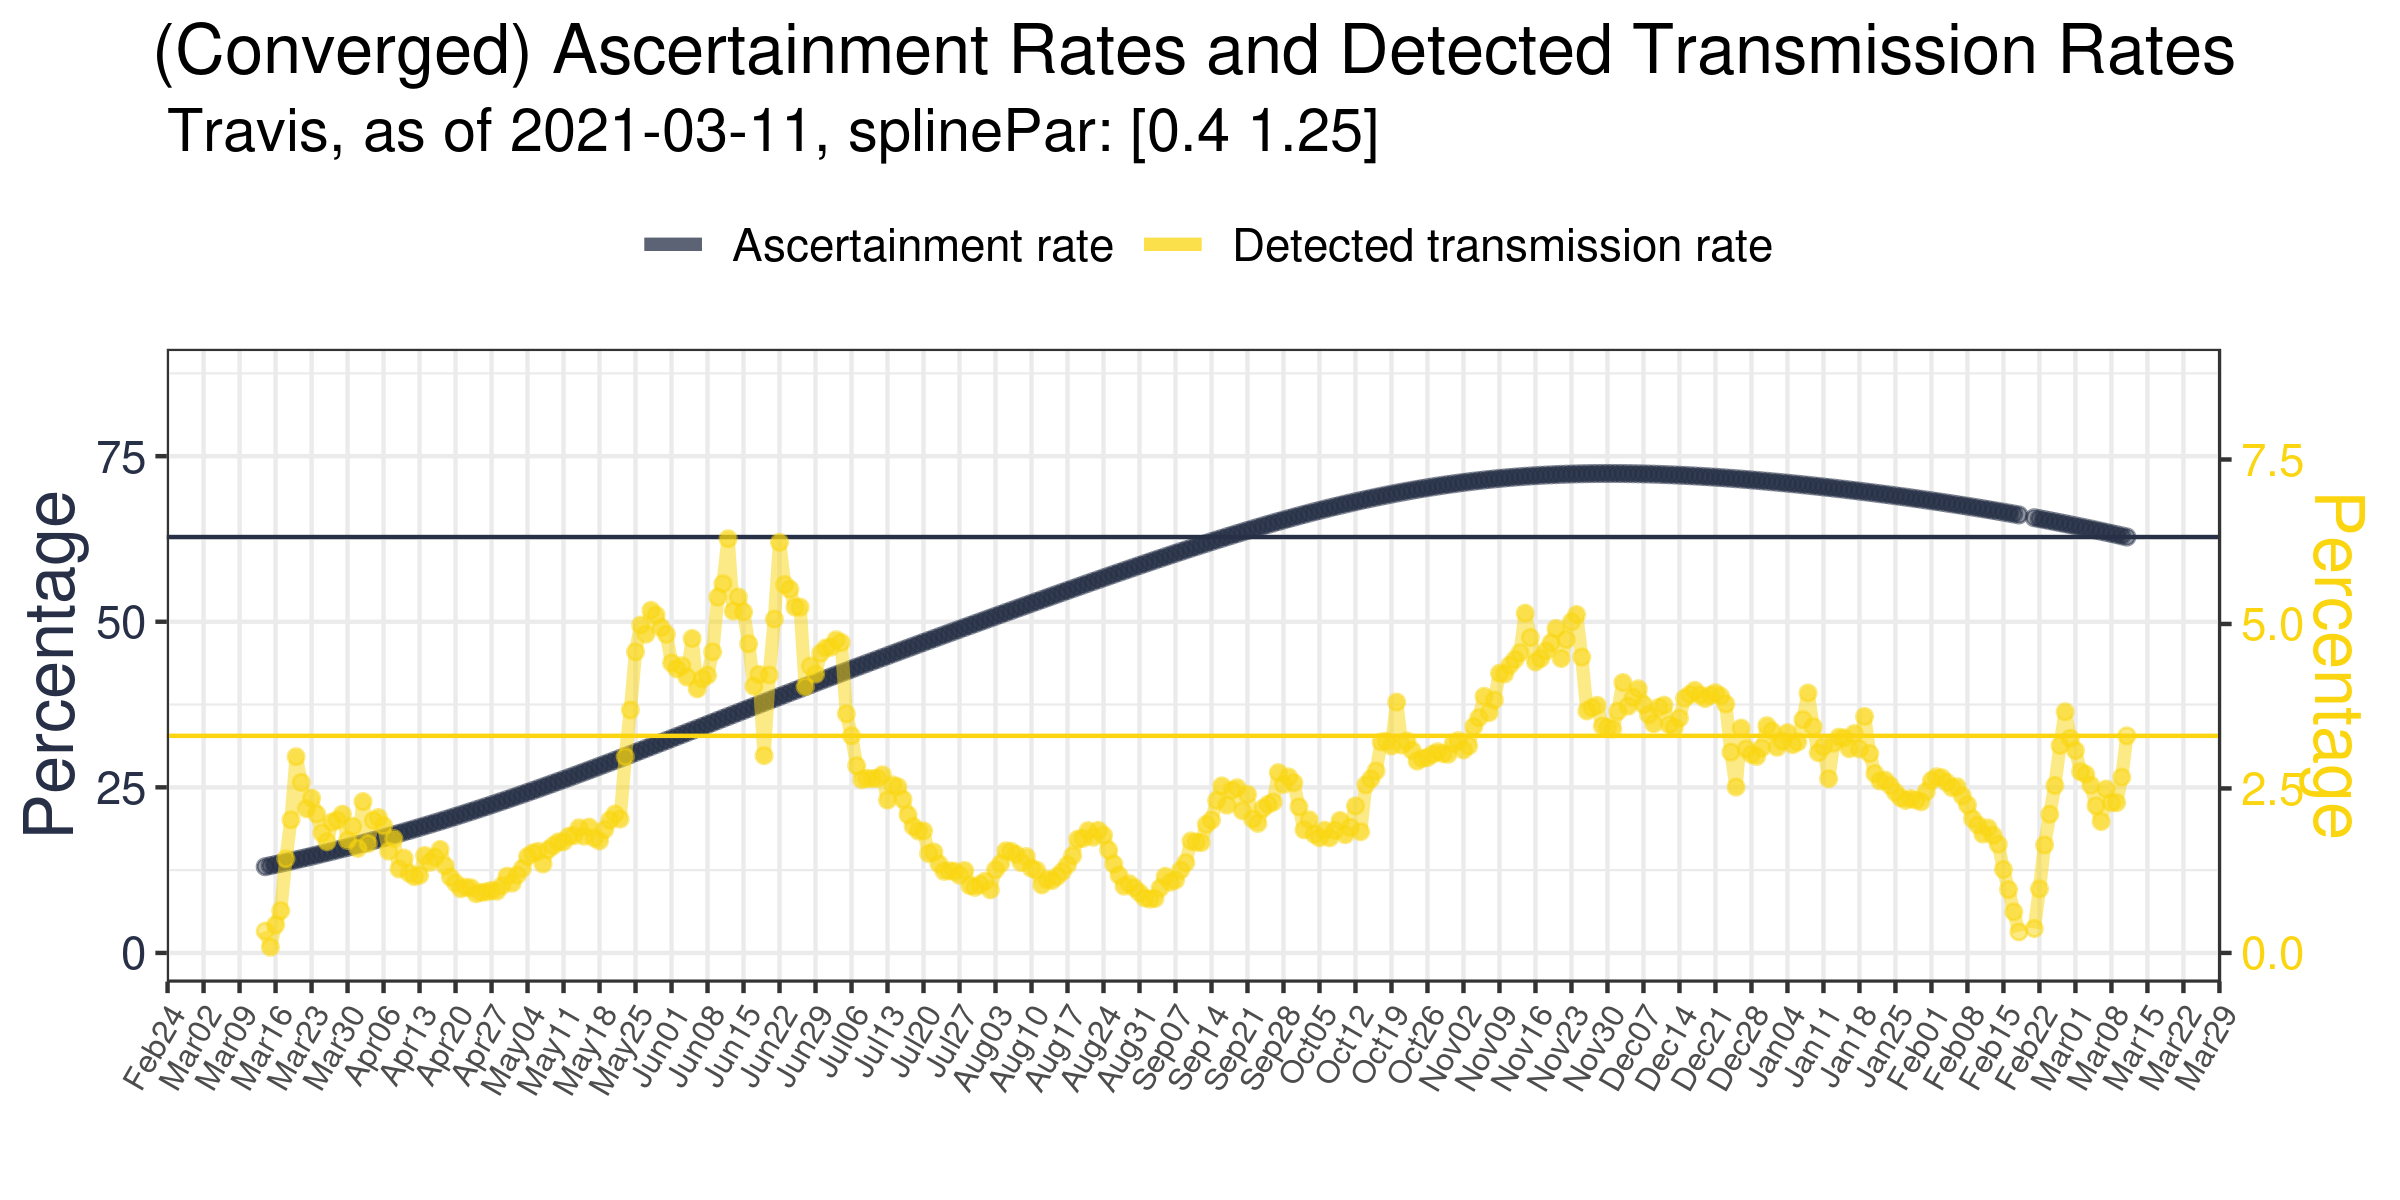 (Converged) Ascertainment Rates and Detected Transmission Rates
Travis, as of 2021-03-11, splinePar: [0.4 1.25]
Ascertainment rate
Detected transmission rate
Percentage
75
50
25
0
7.5
5.0
2.5
0.0
Percentage
Feb24
Mar02
Mar09
Mar16
Mar23
Mar30
Apr06
Apr13
Apr20
Apr27
May04
May11
May18
May25
Jun01
Jun08
Jun15
Jun22
Jun29
Jul06
Jul13
Jul20
Jul27
Aug03
Aug10
Aug17
Aug24
Aug31
Sep07
Sep14
Sep21
Sep28
Oct05
Oct12
Oct19
Oct26
Nov02
Nov09
Nov16
Nov23
Nov30
Dec07
Dec14
Dec21
Dec28
Jan04
Jan11
Jan18
Jan25
Feb01
Feb08
Feb15
Feb22
Mar01
Mar08
Mar15
Mar22
Mar29